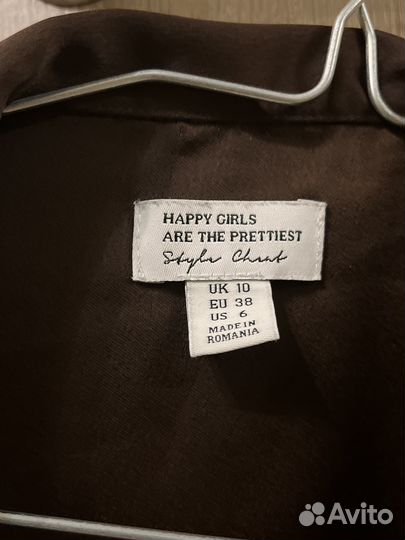 HAPPY GIRLS
ARE THE PRETTIEST
Style Cheat
UK 10
EU 38
US 6
MADE IN
ROMANIA
Avito